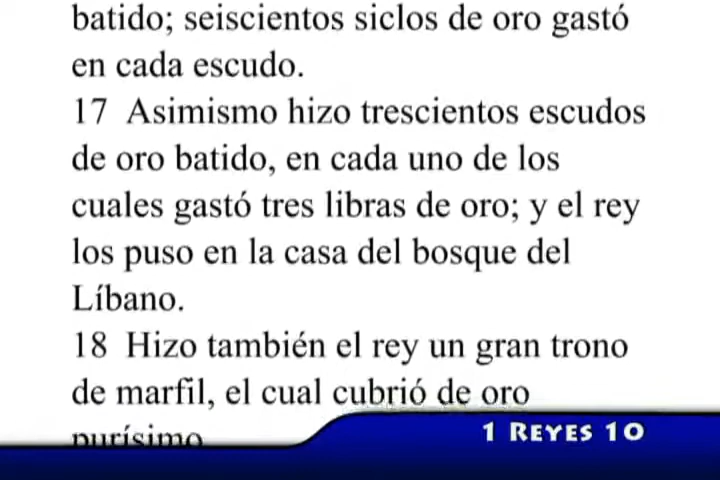 batido; seiscientos siclos de oro gastó
en cada escudo.
17 Asimismo hizo trescientos escudos
de oro batido, en cada uno de los
cuales gastó tres libras de oro; y el rey
los puso en la casa del bosque del
Líbano.
18 Hizo también el rey un gran trono
de marfil, el cual cubrió de oro
purísimo
1 REYES 10